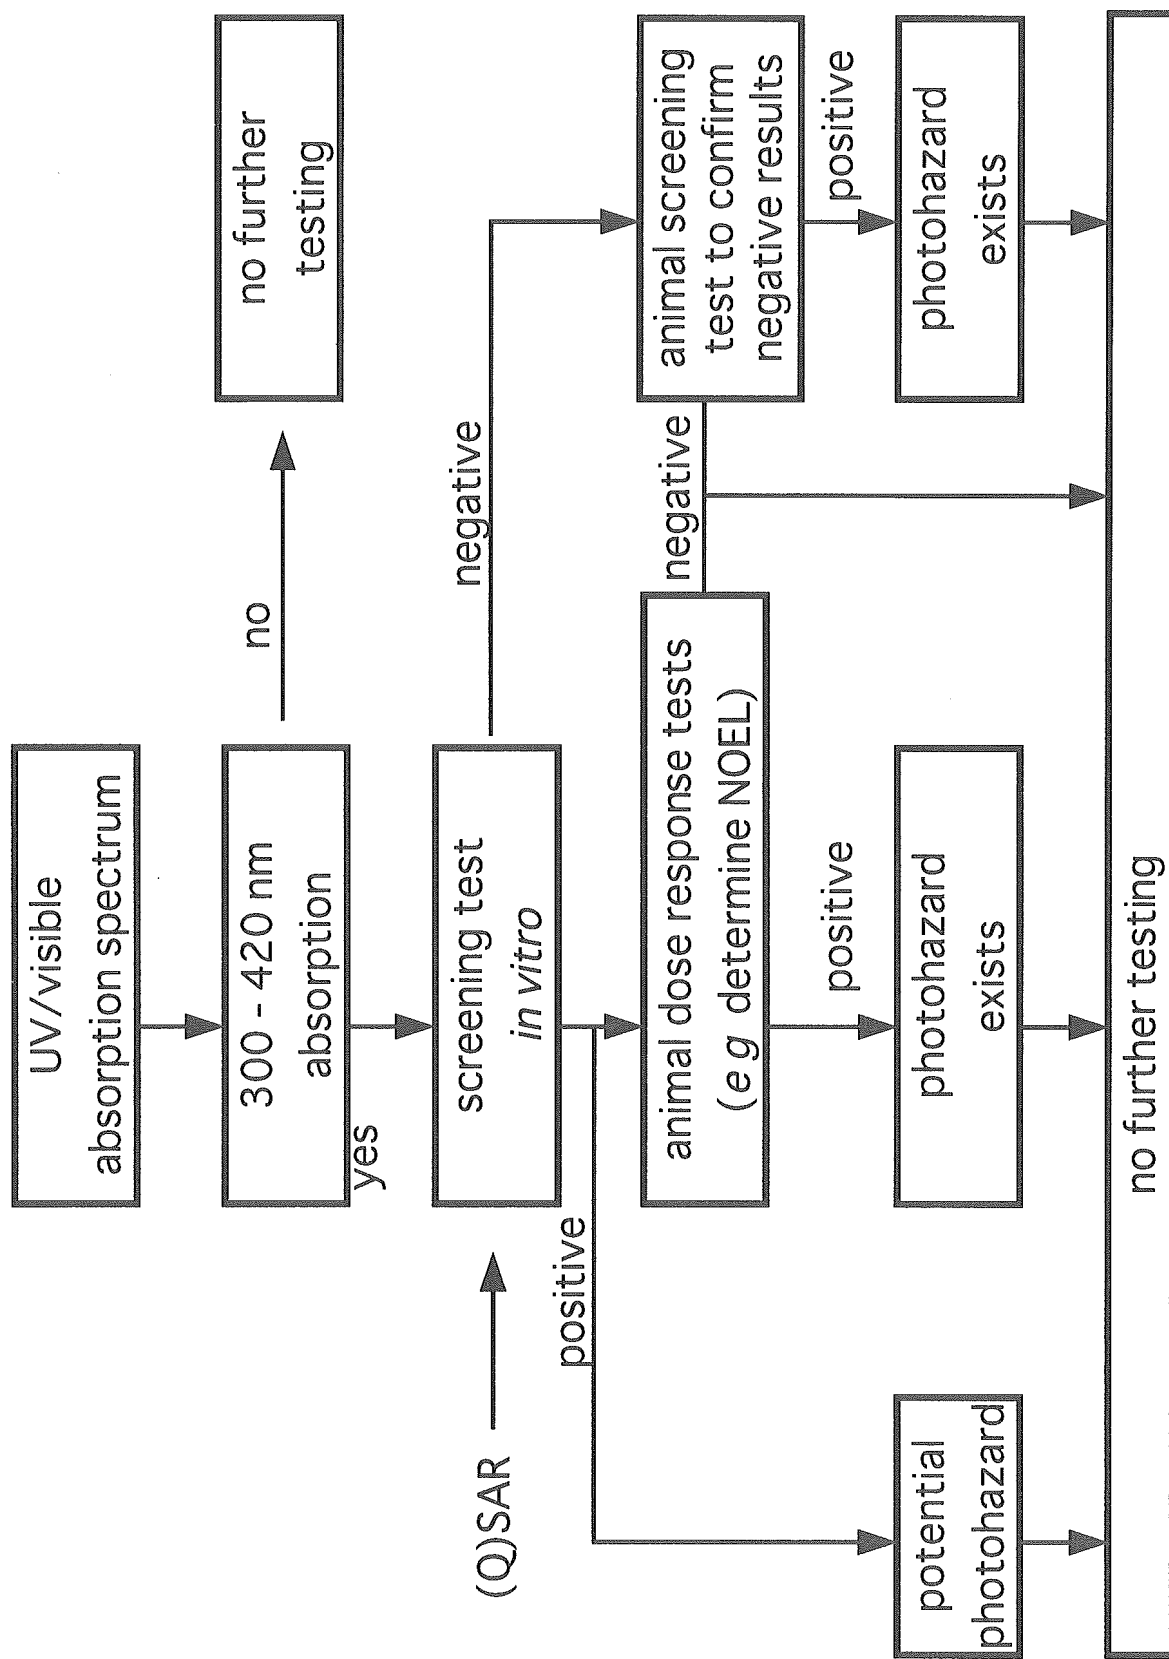 UV/visible
absorption spectrum
300 - 420 nm
absorption
no
no further
testing
yes
(Q)SAR
screening test
in vitro
negative
positive
animal dose response tests
(e g determine NOEL)
negative
animal screening
test to confirm
negative results
positive
positive
potential
photohazard
photohazard
exists
photohazard
exists
no further testing